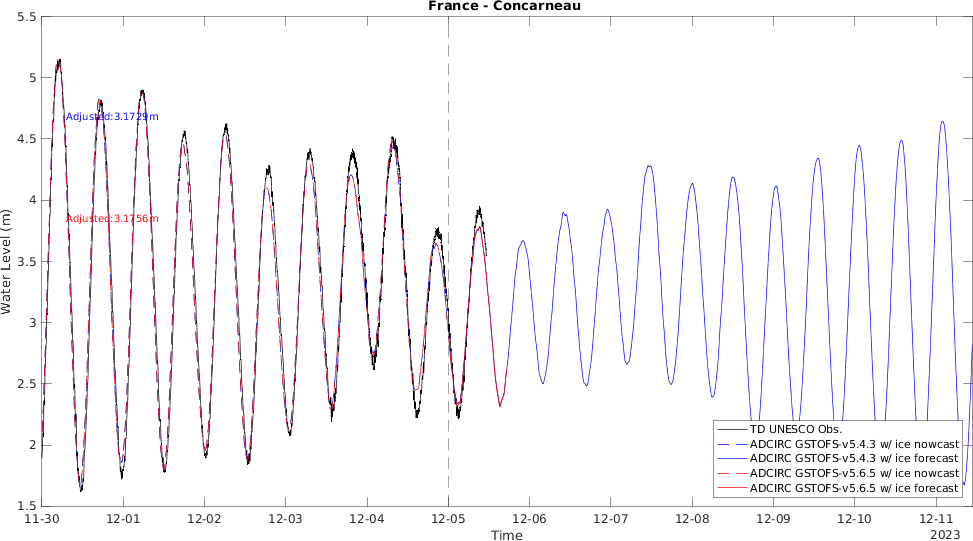 France - Concarneau
5.5
5
4.5
4
3.5
3
2.5
2
1.5
Water Level (m)
Adjusted:3.1729m
Adjusted:3.1756m
TD UNESCO Obs.
ADCIRC GSTOFS-v5.4.3 w/ ice nowcast
ADCIRC GSTOFS-v5.4.3 w/ ice forecast
ADCIRC GSTOFS-v5.6.5 w/ ice nowcast
ADCIRC GSTOFS-v5.6.5 w/ ice forecast
11-30 12-01 12-02 12-03 12-04 12-05 12-06 12-07 12-08 12-09 12-10 12-11
Time
2023